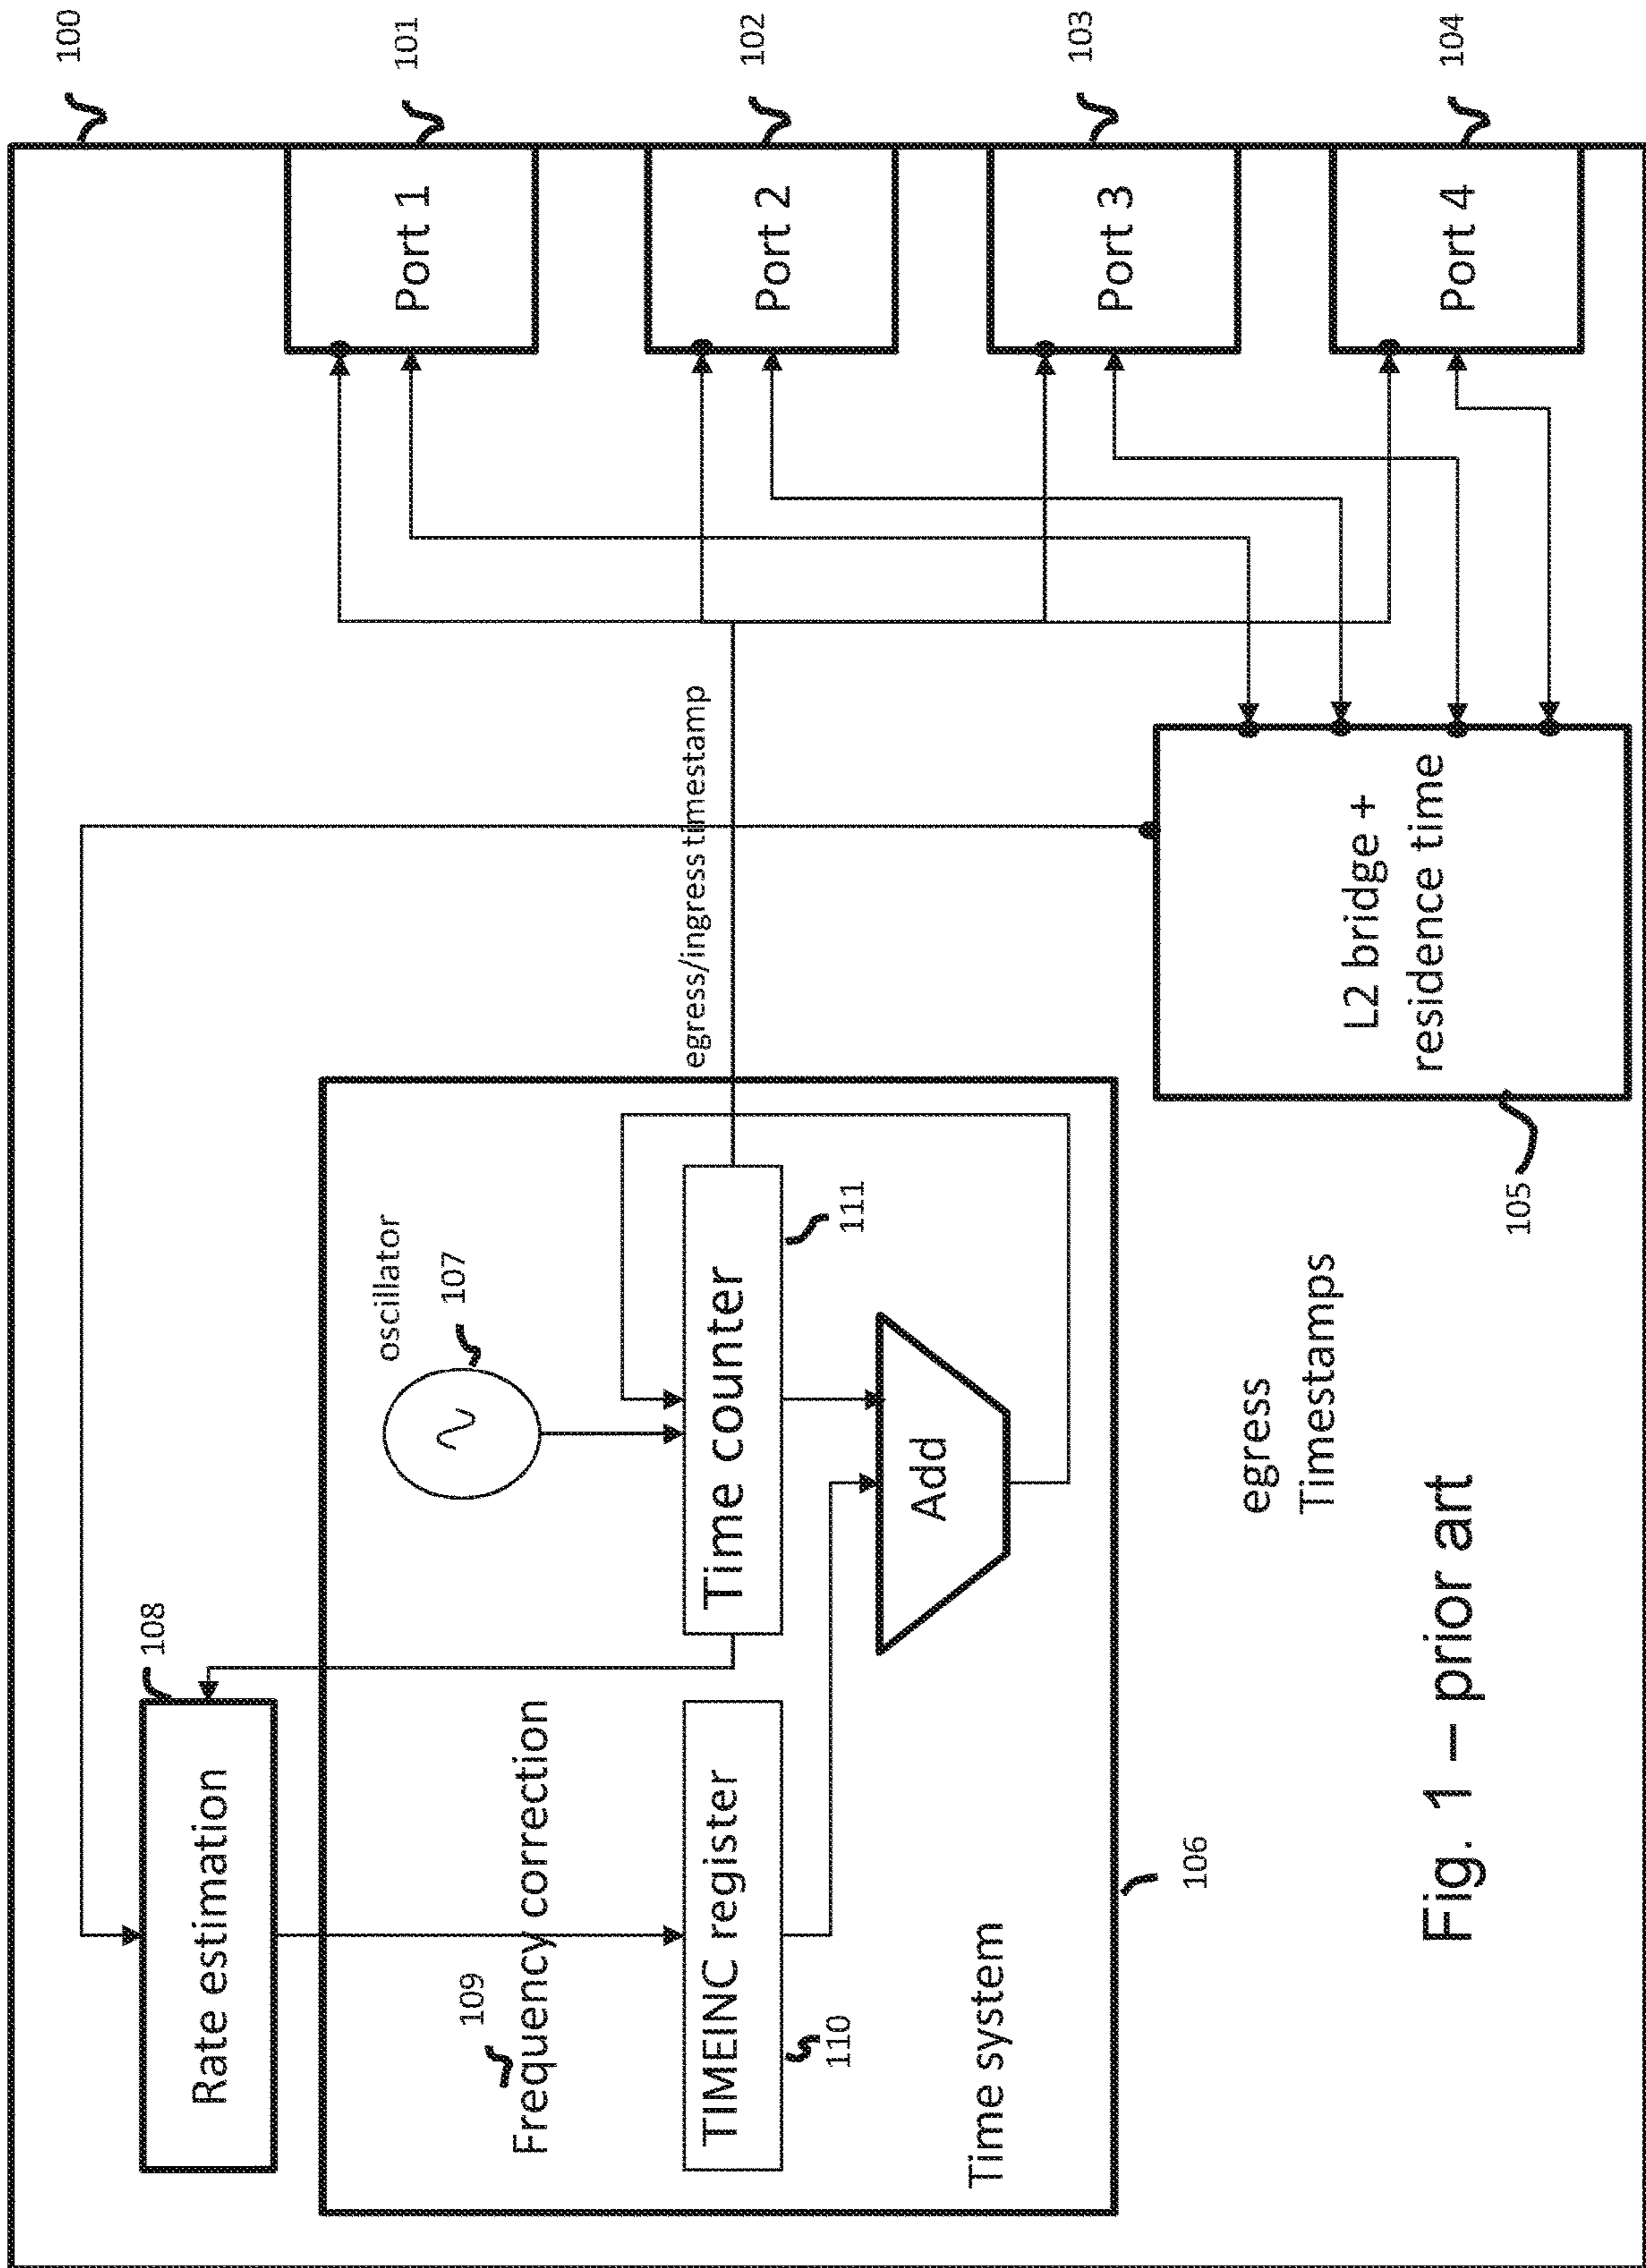 100
108
Rate estimation
oscillator
101
Port 1
107
109
Frequency correction
egress/ingress timestamp
TIMEINC register
Time counter
102
Port 2
110
111
Add
Time system
103
Port 3
106
egress
Timestamps
L2 bridge +
residence time
104
Port 4
105
Fig. 1 – prior art